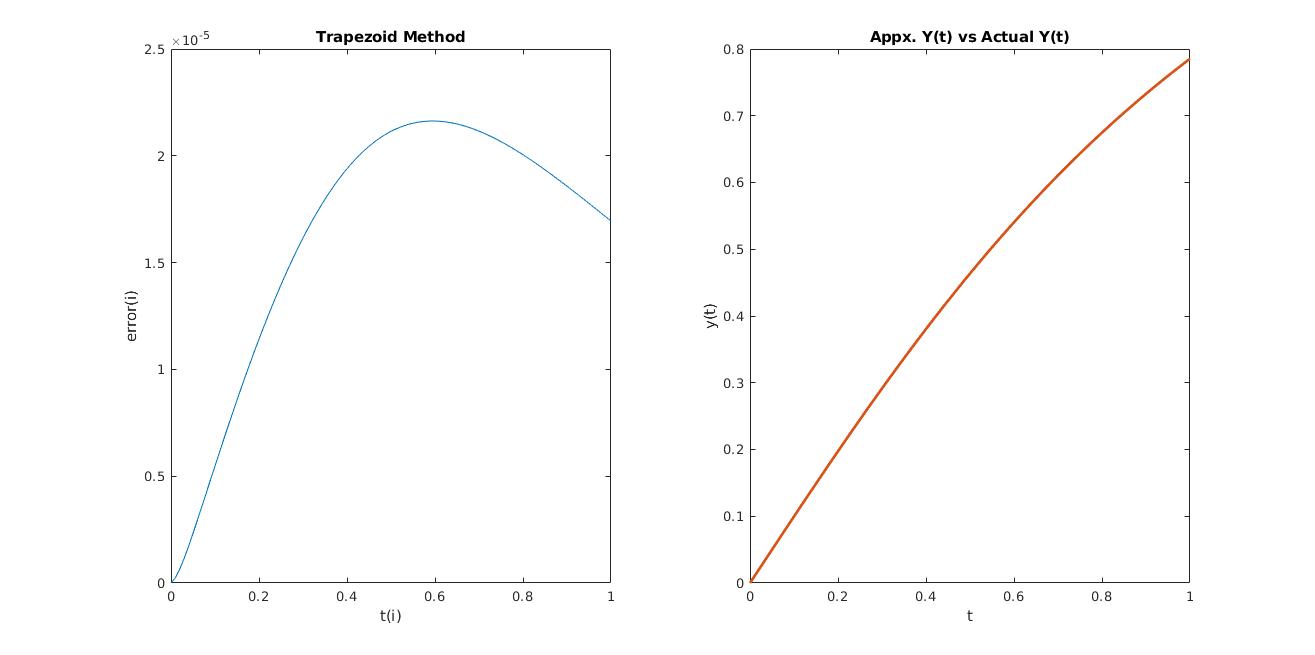 Trapezoid Method
×10-5
2.5
2
1.5
1
0.5
0
error(i)
0 0.2 0.4 0.6 0.8 1
t(i)
Appx. Y(t) vs Actual Y(t)
0.8
0.7
0.6
0.5
0.4
0.3
0.2
0.1
0
y(t)
0 0.2 0.4 0.6 0.8 1
t